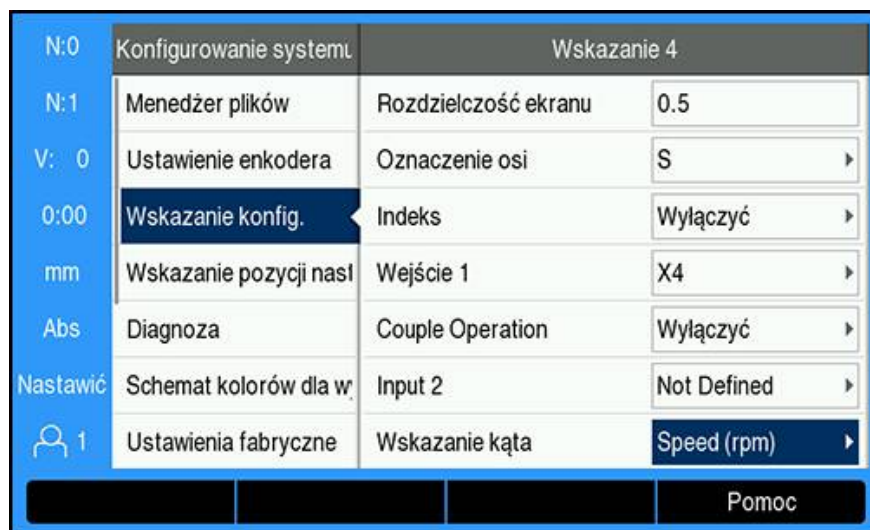 N:0
Konfigurowanie systemu
Wskazanie 4
N:1
Menedżer plików
Rozdzielczość ekranu
0.5
V: 0
Ustawienie enkodera
Oznaczenie osi
S
0:00
Wskazanie konfig.
Indeks
Wyłączyć
mm
Wskazanie pozycji nast
Wejście 1
X4
Abs
Diagnoza
Couple Operation
Wyłączyć
Nastawić
Schemat kolorów dla wy
Input 2
Not Defined
1
Ustawienia fabryczne
Wskazanie kąta
Speed (rpm)
Pomoc